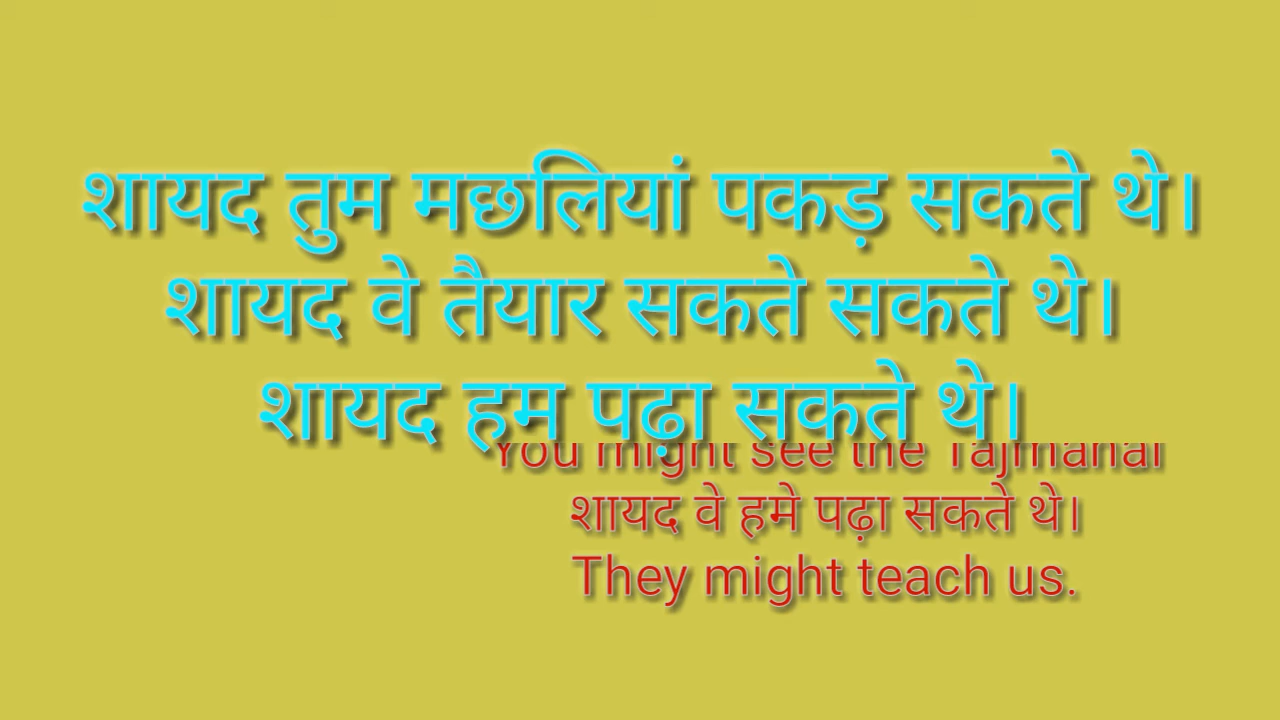 शायद तुम मछलियां पकड़ सकते थे।
शायद वे तैयार सकते सकते थे।
शायद हम पढ़ा सकते थे।
You might see the Tajmahal
शायद वे हमे पढ़ा सकते थे।
They might teach us.